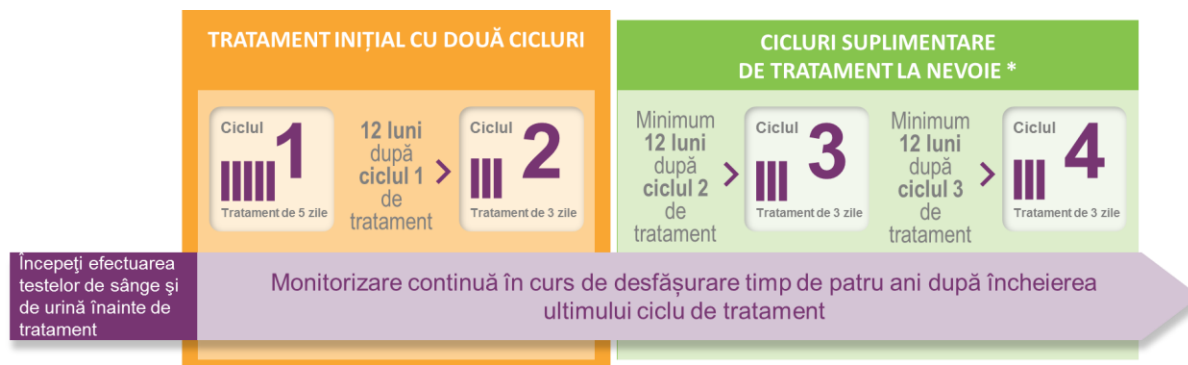 TRATAMENT INIȚIAL CU DOUĂ CICLURI
CICLURI SUPLIMENTARE
DE TRATAMENT LA NEVOIE *
Ciclul 1
Tratament de 5 zile
12 luni
după
ciclul 1
de
tratament
>
Ciclul 2
Tratament de 3 zile
Minimum
12 luni
după
ciclul 2
de
tratament
>
Ciclul 3
Tratament de 3 zile
Minimum
12 luni
după
ciclul 3
de
tratament
>
Ciclul 4
Tratament de 3 zile
Începeţi efectuarea
testelor de sânge şi
de urină înainte de
tratament
Monitorizare continuă în curs de desfășurare timp de patru ani după încheierea
ultimului ciclu de tratament